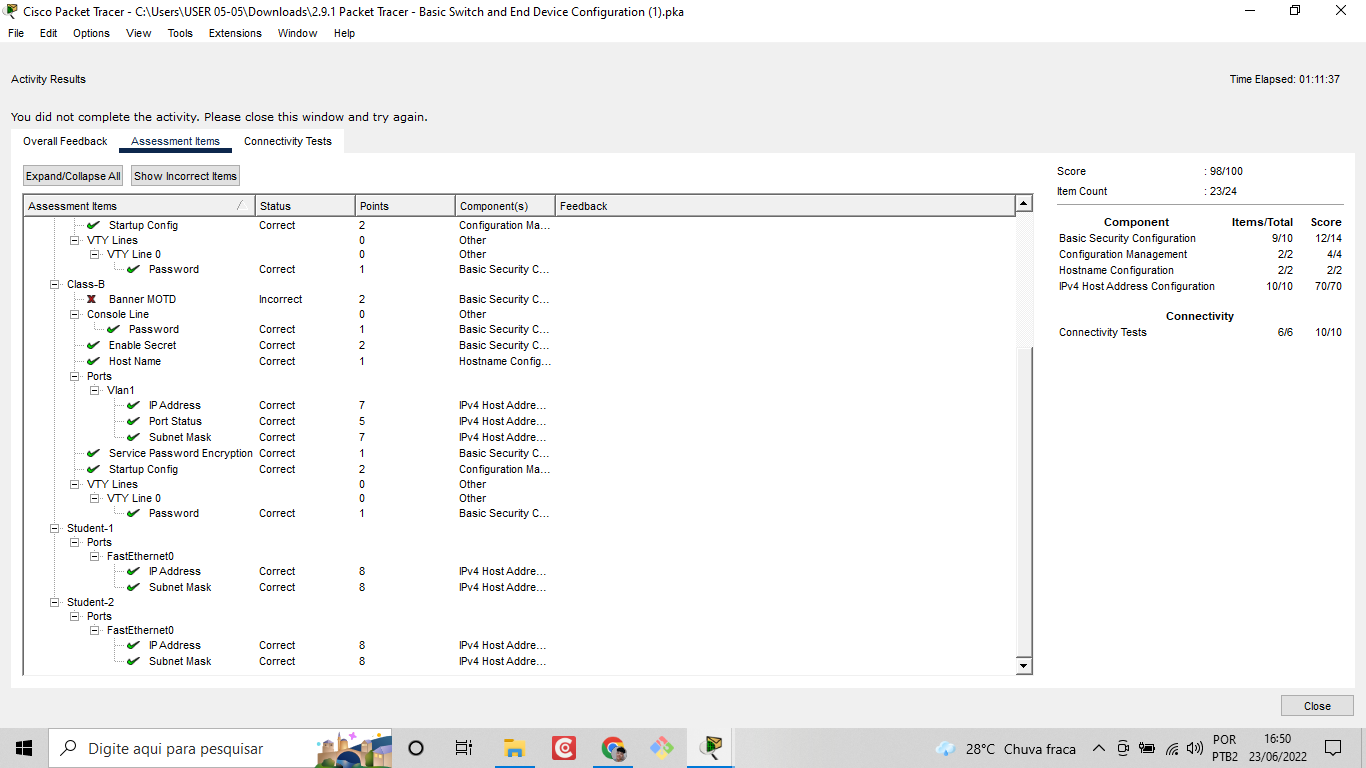 Cisco Packet Tracer - C:\Users\USER 05-05\Downloads\2.9.1 Packet Tracer - Basic Switch and End Device Configuration (1).pka
File Edit Options View Tools Extensions Window Help
Activity Results
Time Elapsed: 01:11:37
You did not complete the activity. Please close this window and try again.
Overall Feedback Assessment Items Connectivity Tests
Expand/Collapse All Show Incorrect Items
Assessment Items Status Points Component(s) Feedback
Startup Config Correct 2 Configuration Ma...
VTY Lines 0 Other
VTY Line 0 0 Other
Password Correct 1 Basic Security C...
Class-B
Banner MOTD Incorrect 2 Basic Security C...
Console Line 0 Other
Password Correct 1 Basic Security C...
Enable Secret Correct 2 Basic Security C...
Host Name Correct 1 Hostname Config...
Ports
Vlan1
IP Address Correct 7 IPv4 Host Addre...
Port Status Correct 5 IPv4 Host Addre...
Subnet Mask Correct 7 IPv4 Host Addre...
Service Password Encryption Correct 1 Basic Security C...
Startup Config Correct 2 Configuration Ma...
VTY Lines 0 Other
VTY Line 0 0 Other
Password Correct 1 Basic Security C...
Student-1
Ports
FastEthernet0
IP Address Correct 8 IPv4 Host Addre...
Subnet Mask Correct 8 IPv4 Host Addre...
Student-2
Ports
FastEthernet0
IP Address Correct 8 IPv4 Host Addre...
Subnet Mask Correct 8 IPv4 Host Addre...
Score : 98/100
Item Count : 23/24
Component Items/Total Score
Basic Security Configuration 9/10 12/14
Configuration Management 2/2 4/4
Hostname Configuration 2/2 2/2
IPv4 Host Address Configuration 10/10 70/70
Connectivity
Connectivity Tests 6/6 10/10
Close
Digite aqui para pesquisar
28°C Chuva fraca
POR
PTB2
16:50
23/06/2022